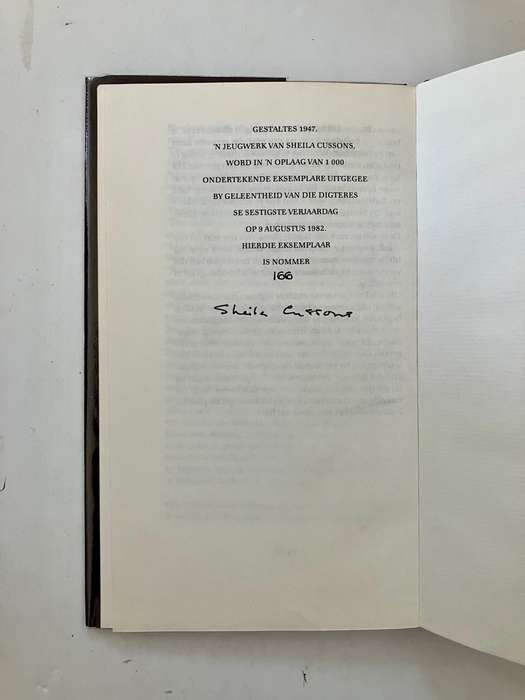 GESTALTES 1947,
'N JEUGWERK VAN SHEILA CUSSONS,
WORD IN 'N OPLAAG VAN 1 000
ONDERTEKENDE EKSEMPLARE UITGEGEE
BY GELEENTHEID VAN DIE DIGTERES
SE SESTIGSTE VERJAARDAG
OP 9 AUGUSTUS 1982.
HIERDIE EKSEMPLAAR
IS NOMMER
166
Sheila Cussons